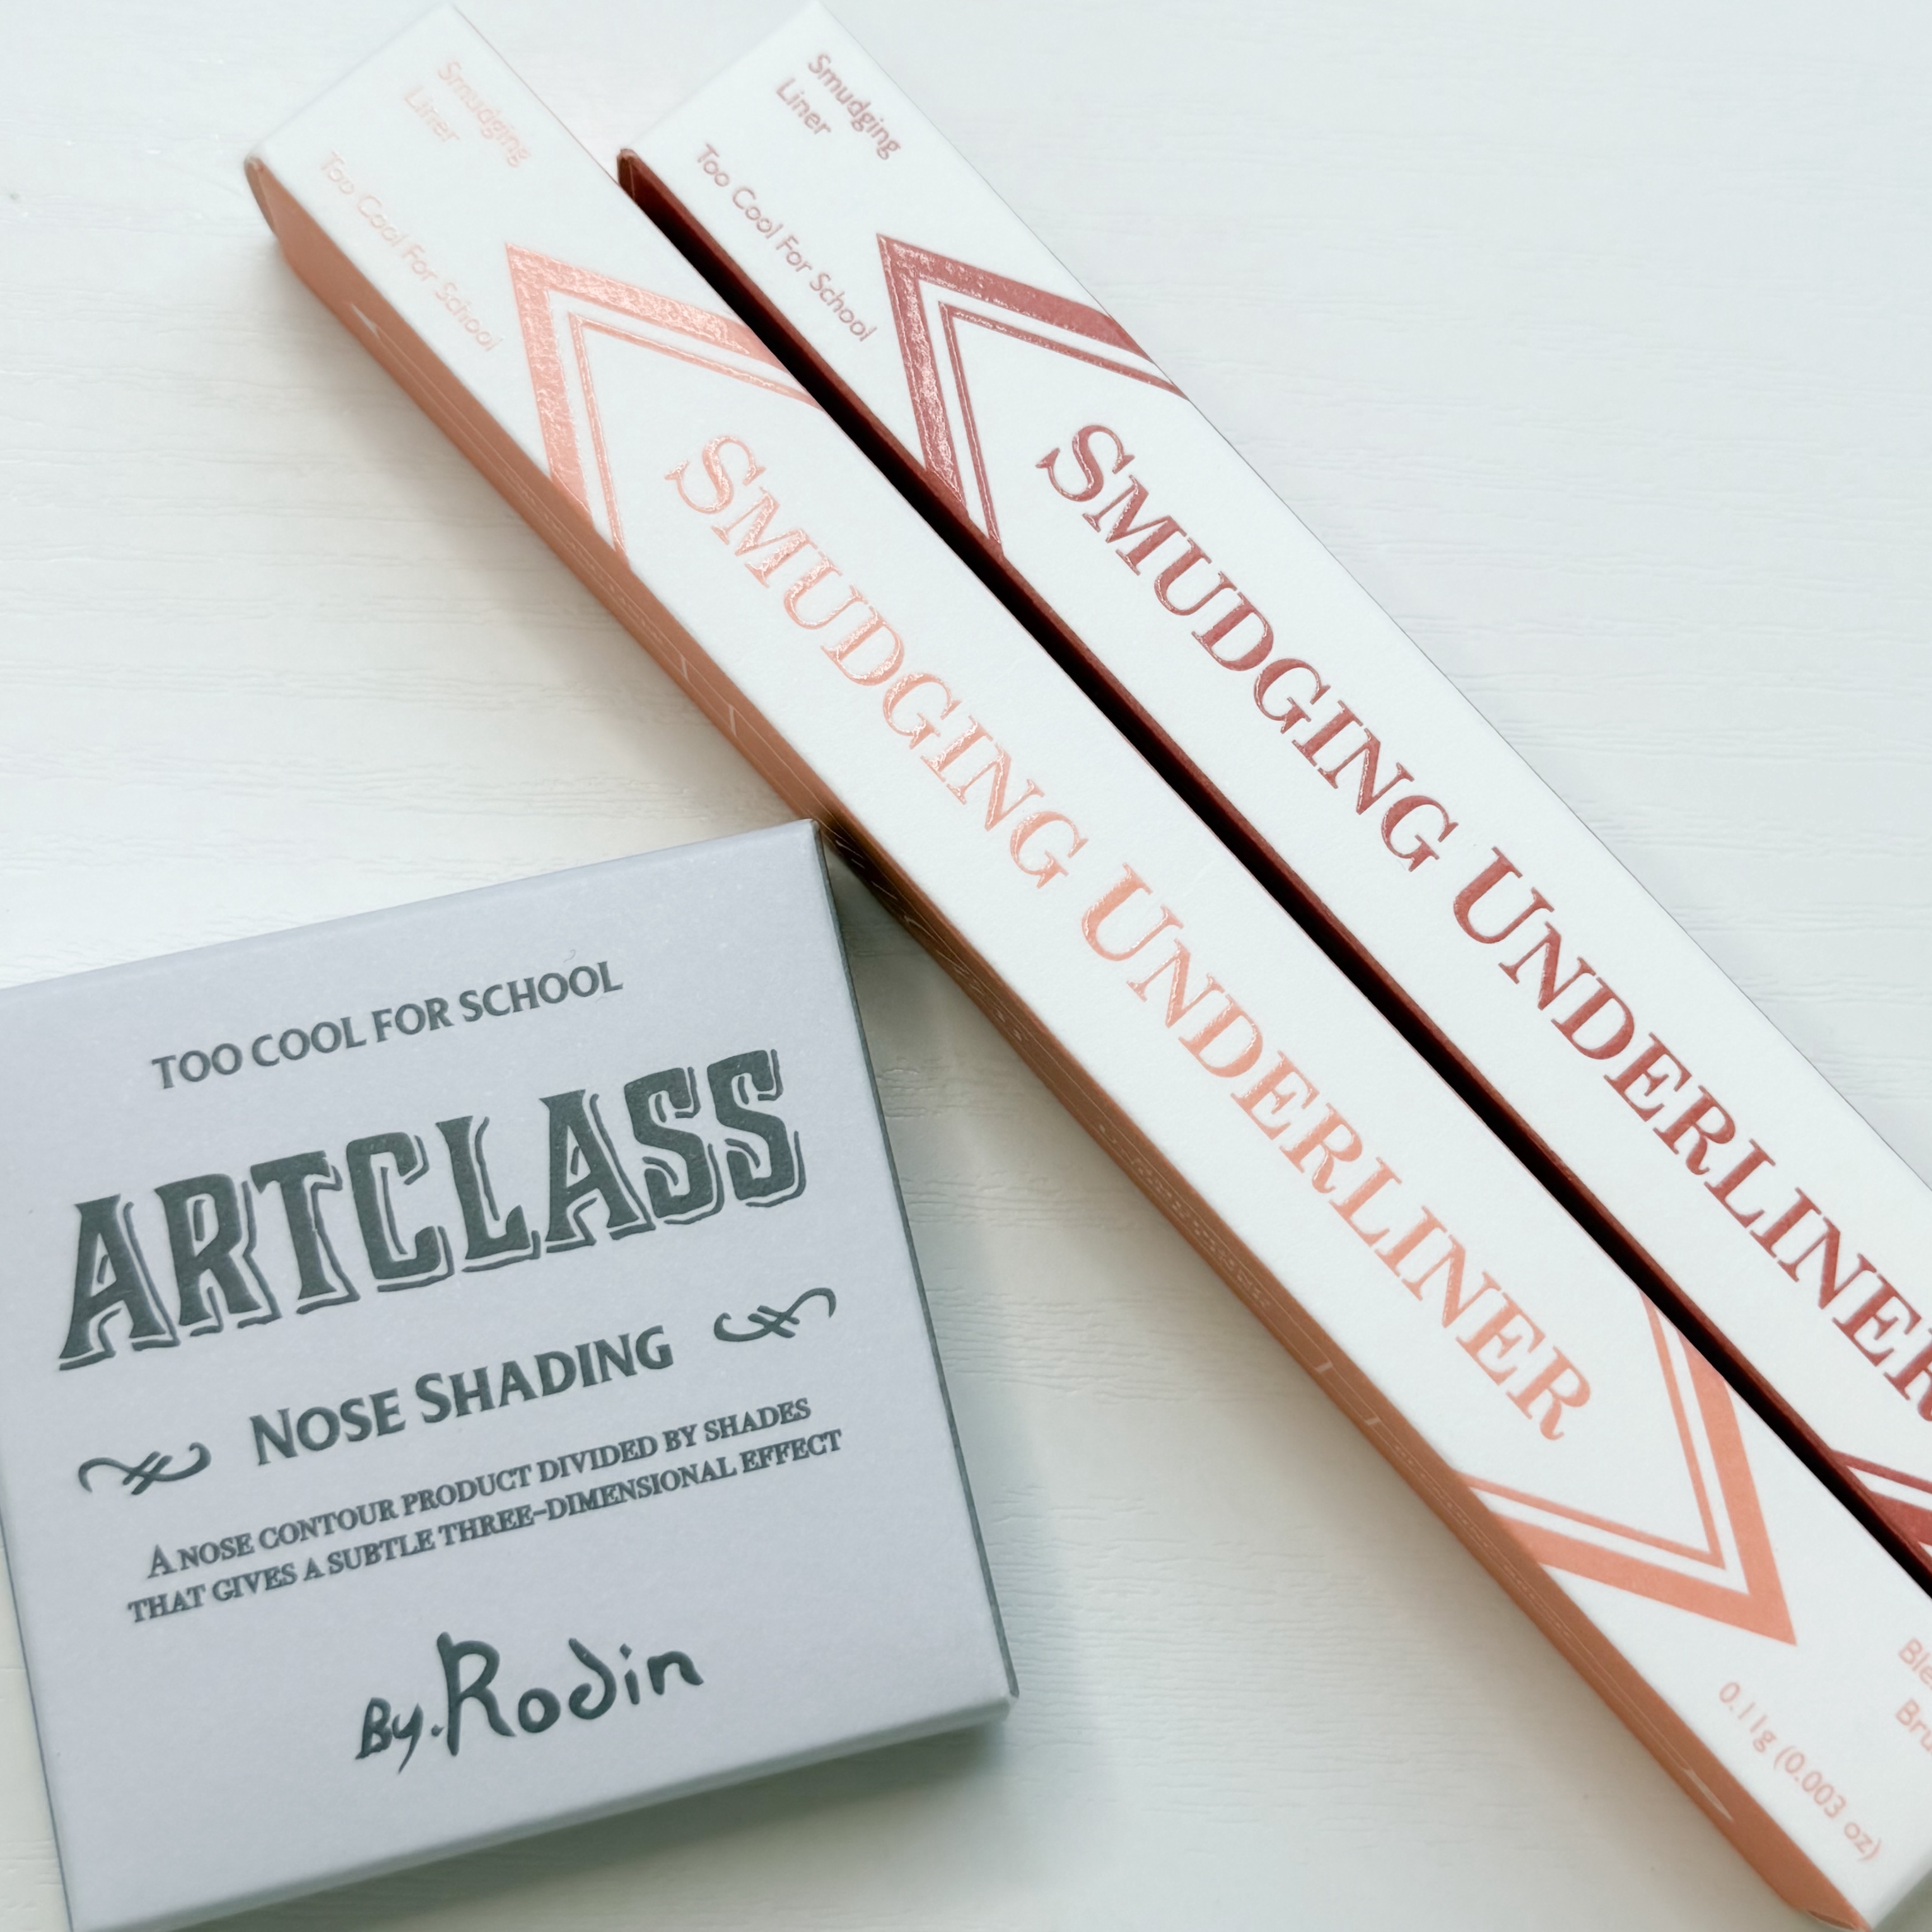 Smudging
Liner
Too Cool For School
SMUDGING UNDERLINER
0.11g (0.003 oz)
Smudging
Liner
Too Cool For School
SMUDGING UNDERLINER
TOO COOL FOR SCHOOL
ARTCLASS
NOSE SHADING
A NOSE CONTOUR PRODUCT DIVIDED BY SHADES
THAT GIVES A SUBTLE THREE-DIMENSIONAL EFFECT
By.Rodin